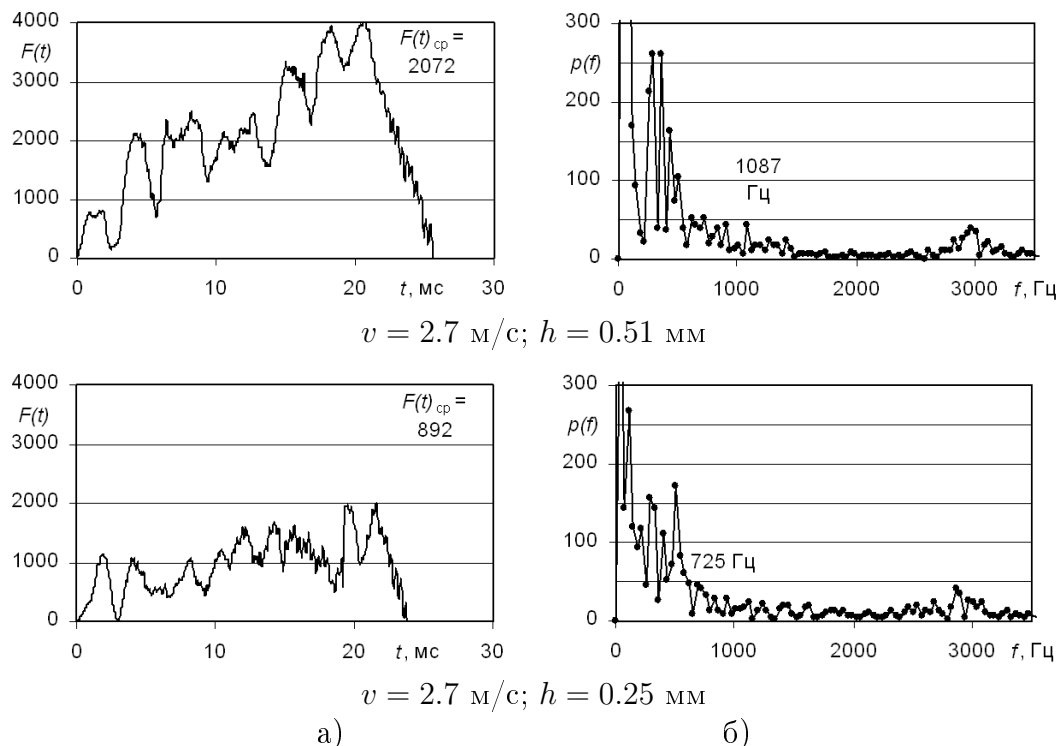 4000
F(t)
3000
2000
1000
0
F(t)ср =
2072
0 10 20 t, мс 30
300
p(f)
200
100
0
1087
Гц
0 1000 2000 3000 f, Гц
v = 2.7 м/с; h = 0.51 мм
4000
F(t)
3000
2000
1000
0
F(t)ср =
892
0 10 20 t, мс 30
300
p(f)
200
100
0
725 Гц
0 1000 2000 3000 f, Гц
v = 2.7 м/с; h = 0.25 мм
а) б)